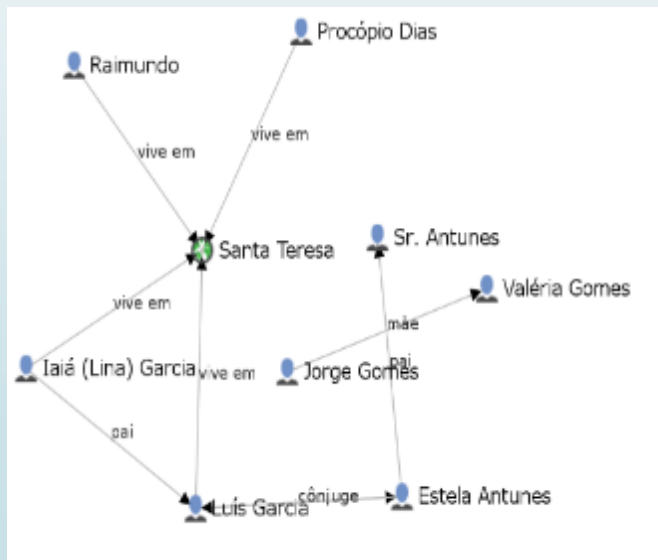 Procópio Dias
Raimundo
vive em
vive em
Santa Teresa
Sr. Antunes
Valéria Gomes
vive em
mãe
Iaiá (Lina) Garcia
vive em
Jorge Gomes
pai
pai
Luís Garcia
cônjuge
Estela Antunes